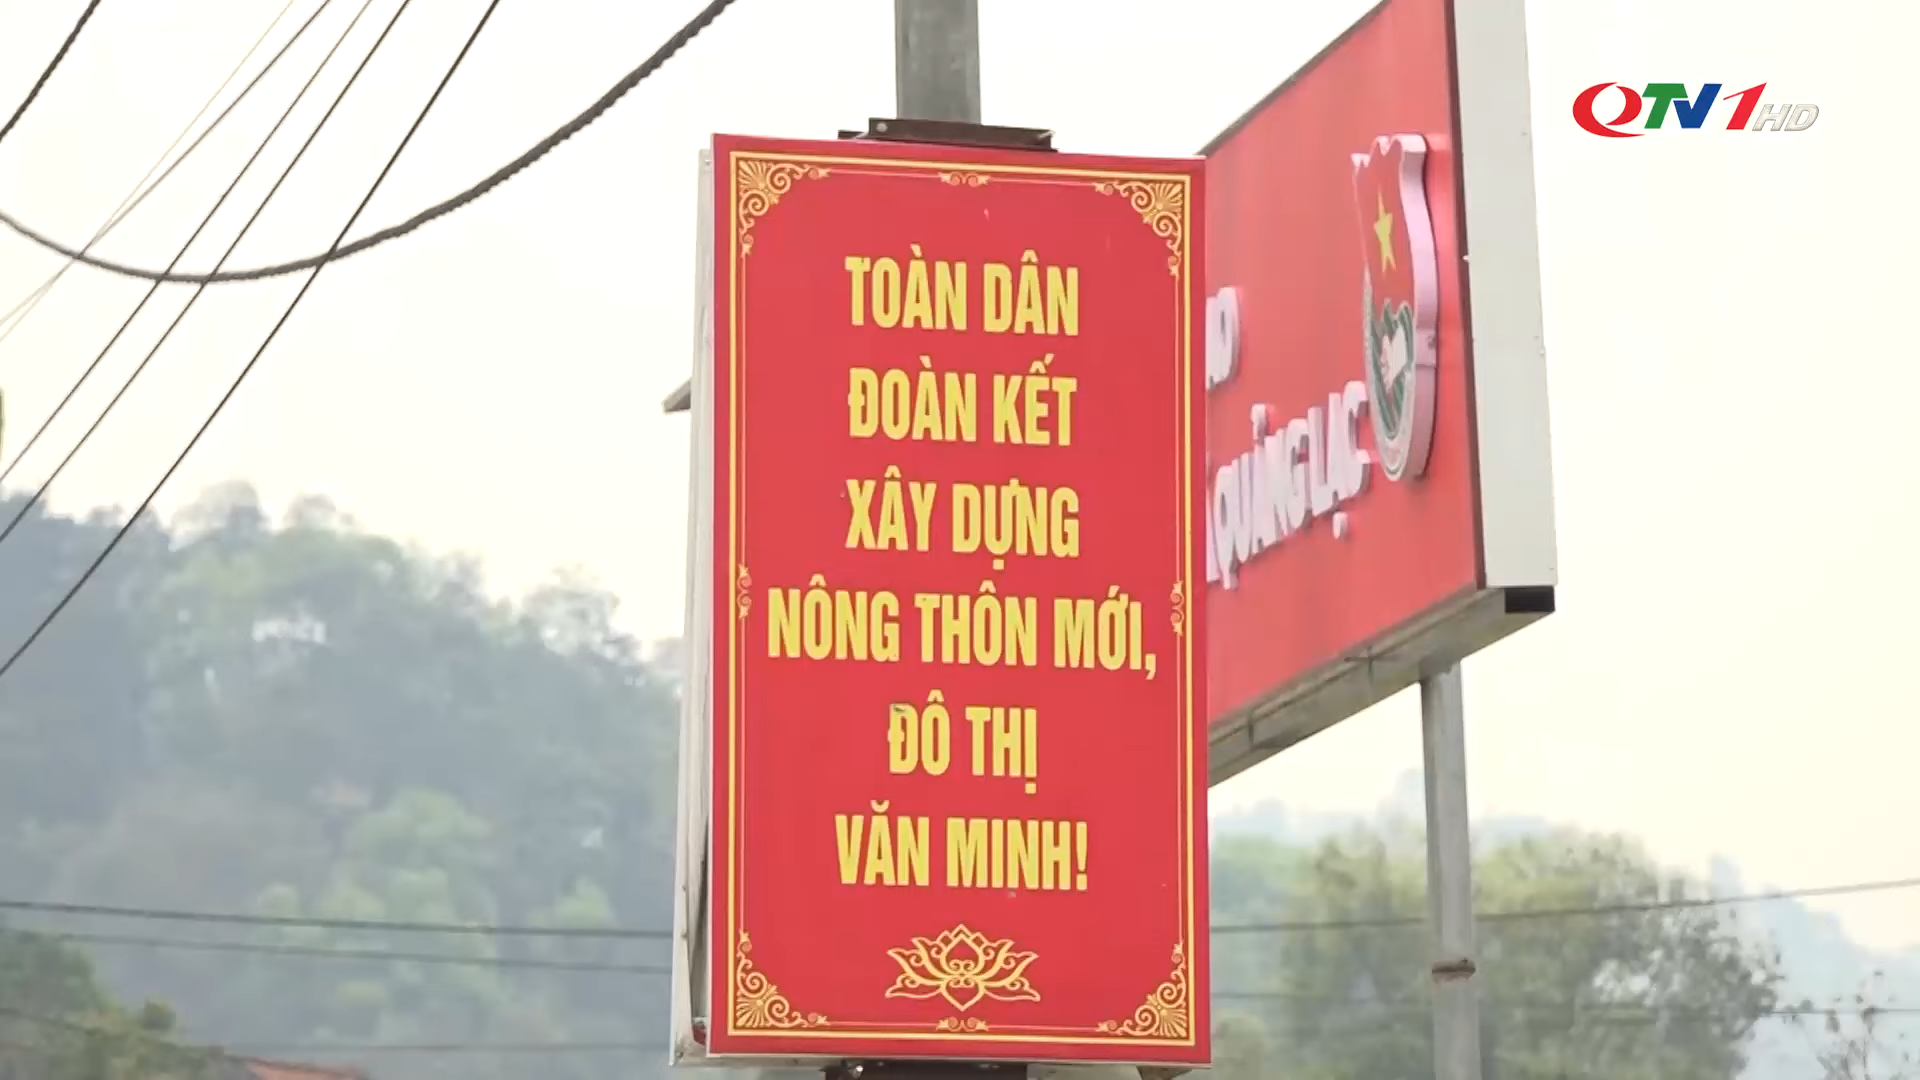 QTV1HD
TOÀN DÂN
ĐOÀN KẾT
XÂY DỰNG
NÔNG THÔN MỚI,
ĐÔ THỊ
VĂN MINH!
QUẢNG LẠC